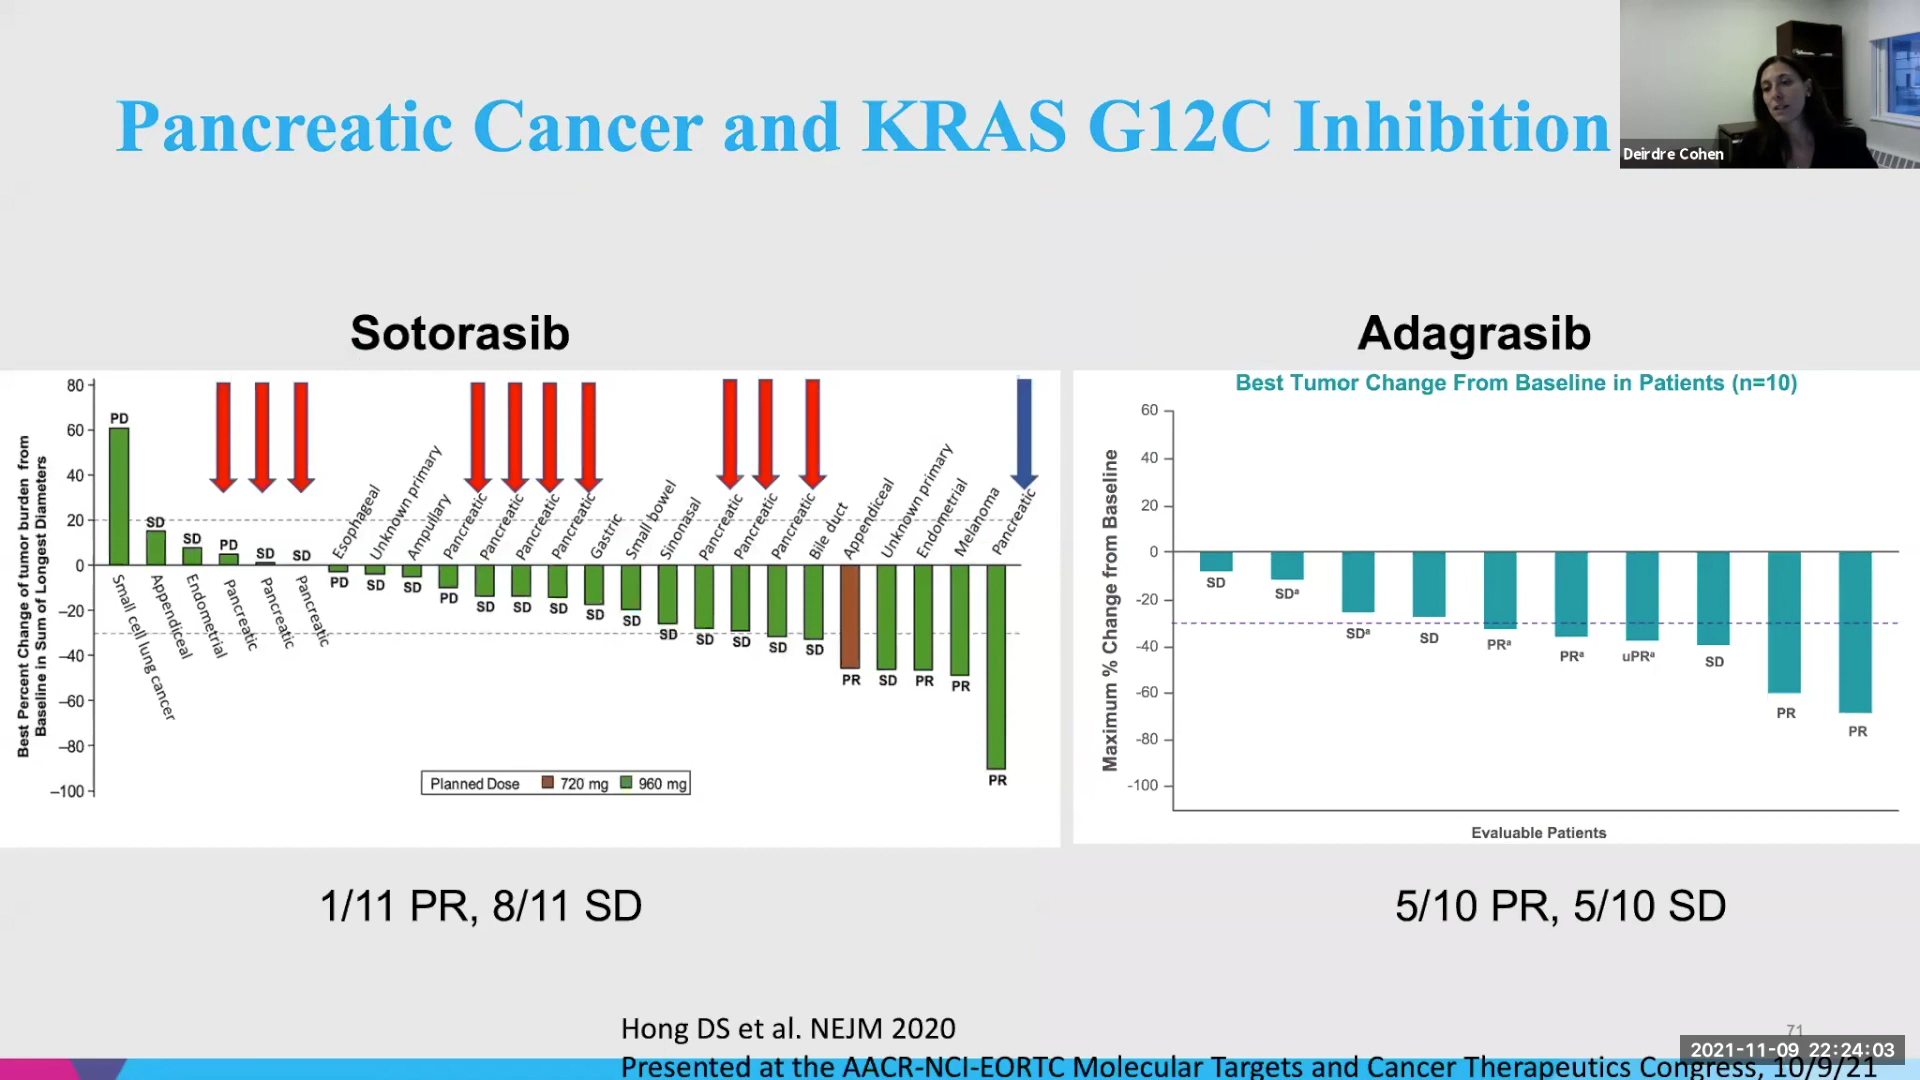 Pancreatic Cancer and KRAS G12C Inhibition
Deirdre Cohen
Sotorasib
Adagrasib
Best Percent Change of tumor burden from
Baseline in Sum of Longest Diameters
80
60
40
20
0
–20
–40
–60
–80
–100
PD
SD
SD
PD
SD
SD
Small cell lung cancer
Appendiceal
Endometrial
Pancreatic
Pancreatic
Pancreatic
Esophageal
Unknown primary
Ampullary
Pancreatic
Pancreatic
Pancreatic
Pancreatic
Gastric
Small bowel
Sinonasal
Pancreatic
Pancreatic
Pancreatic
Bile duct
Appendiceal
Unknown primary
Endometrial
Melanoma
Pancreatic
PD
SD
SD
PD
SD
SD
SD
SD
SD
SD
SD
SD
SD
SD
PR
SD
PR
PR
PR
Planned Dose 720 mg 960 mg
Best Tumor Change From Baseline in Patients (n=10)
Maximum % Change from Baseline
60
40
20
0
-20
-40
-60
-80
-100
SD
SDᵃ
SDᵃ
SD
PRᵃ
PRᵃ
uPRᵃ
SD
PR
PR
Evaluable Patients
1/11 PR, 8/11 SD
5/10 PR, 5/10 SD
Hong DS et al. NEJM 2020
71
2021-11-09 22:24:03
Presented at the AACR-NCI-EORTC Molecular Targets and Cancer Therapeutics Congress, 10/9/21